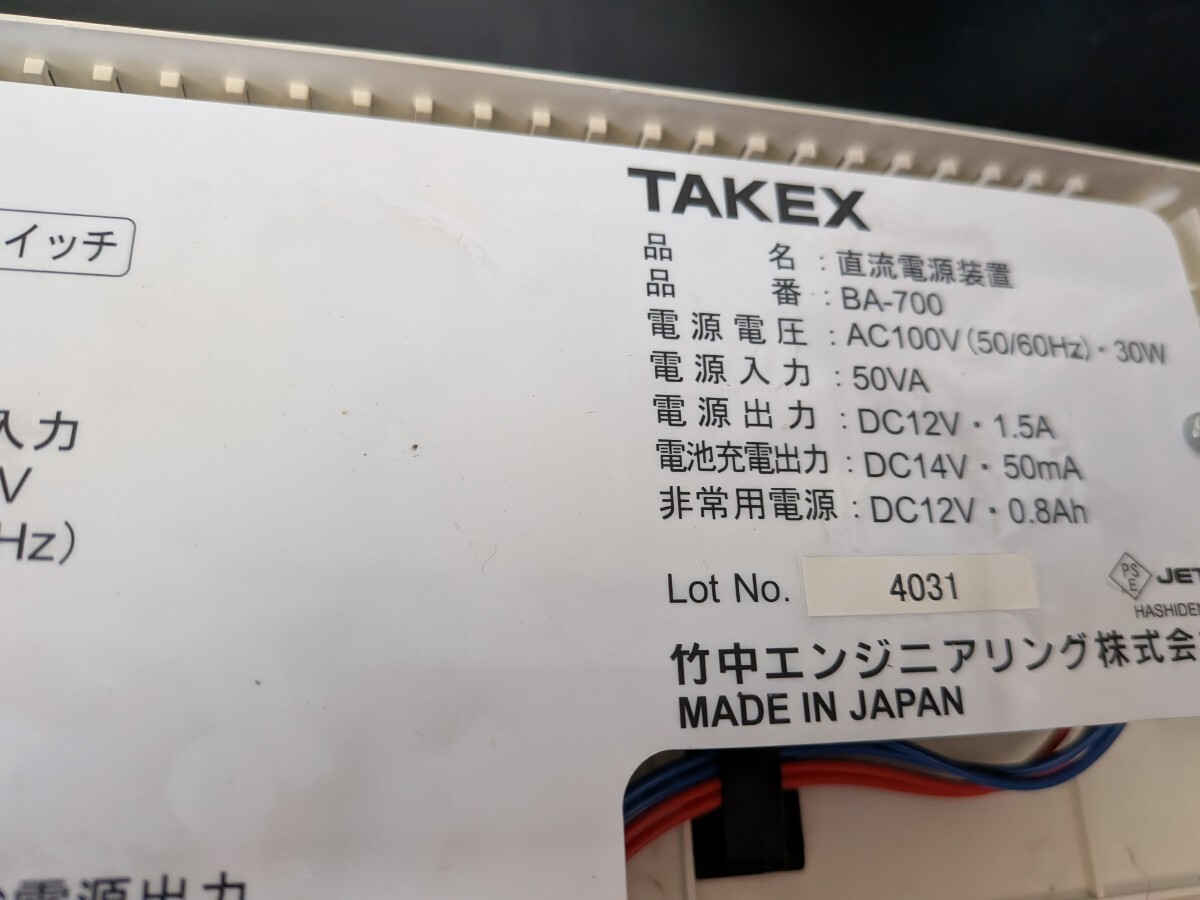 イッチ
入力
V
Hz)
電源出力
TAKEX
品名:直流電源装置
品番:BA-700
電源電圧:AC100V(50/60Hz)・30W
電源入力:50VA
電源出力:DC12V・1.5A
電池充電出力:DC14V・50mA
非常用電源:DC12V・0.8Ah
Lot No. 4031
PSE JET
HASHIDEN
竹中エンジニアリング株式会
MADE IN JAPAN